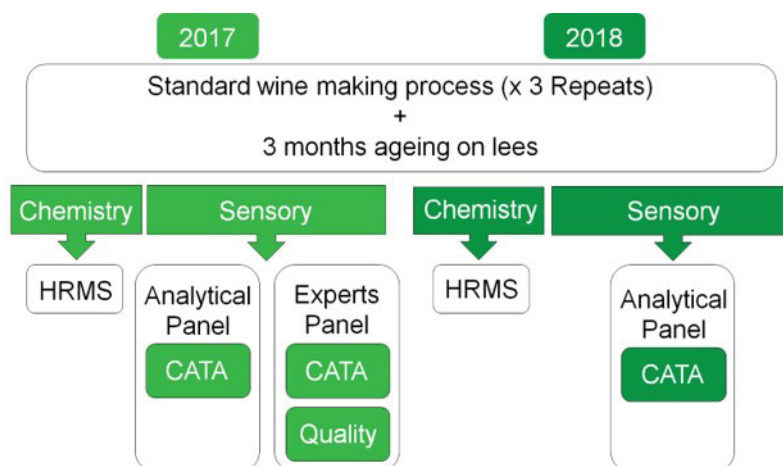 2017
2018
Standard wine making process (x 3 Repeats)
+
3 months ageing on lees
Chemistry
Sensory
Chemistry
Sensory
HRMS
Analytical
Panel
CATA
Experts
Panel
CATA
Quality
HRMS
Analytical
Panel
CATA